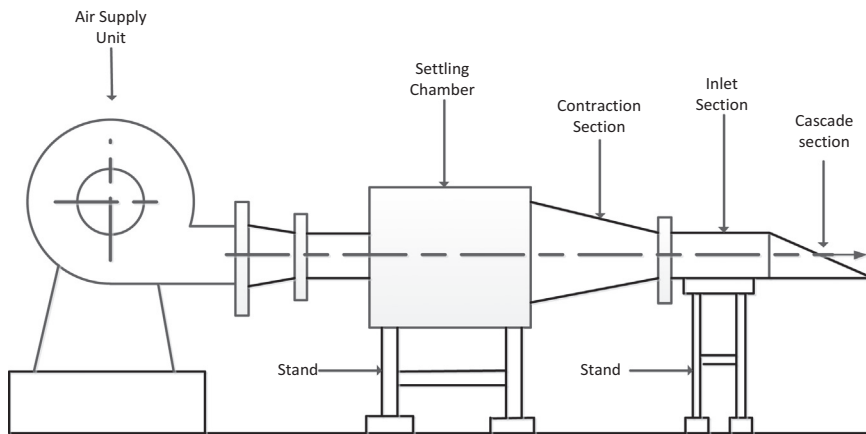 Air Supply
Unit
Settling
Chamber
Contraction
Section
Inlet
Section
Cascade
section
Stand
Stand